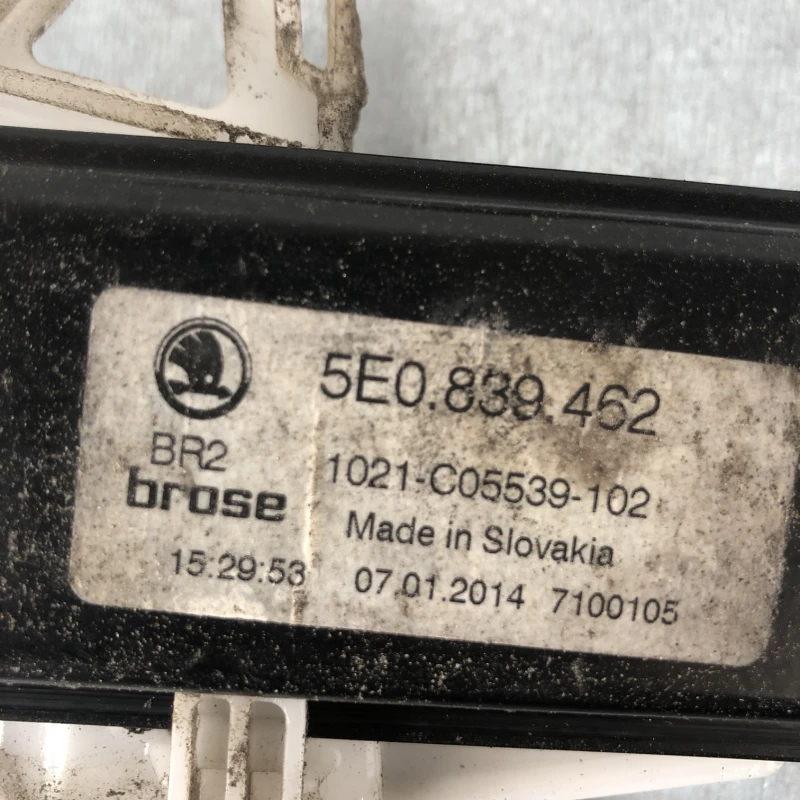 5E0.839.462
BR2
1021-C05539-102
brose
Made in Slovakia
15:29:53 07.01.2014 7100105